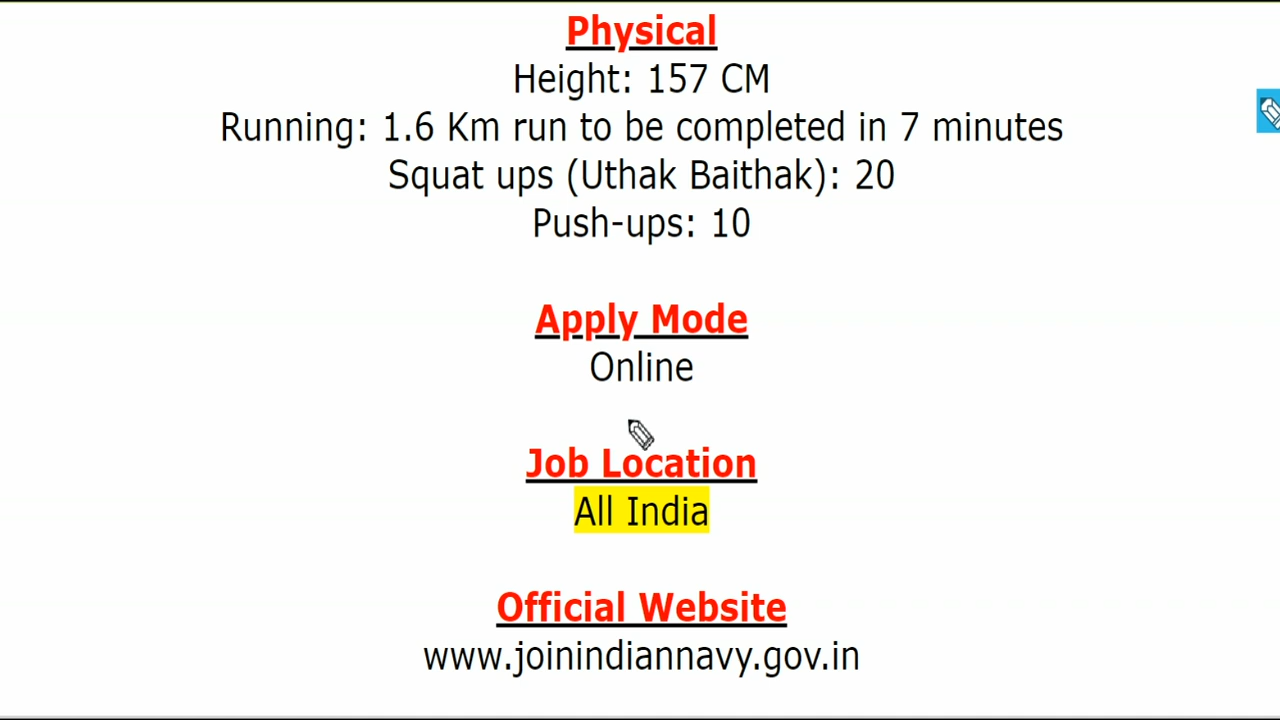 Physical
Height: 157 CM
Running: 1.6 Km run to be completed in 7 minutes
Squat ups (Uthak Baithak): 20
Push-ups: 10
Apply Mode
Online
Job Location
All India
Official Website
www.joinindiannavy.gov.in